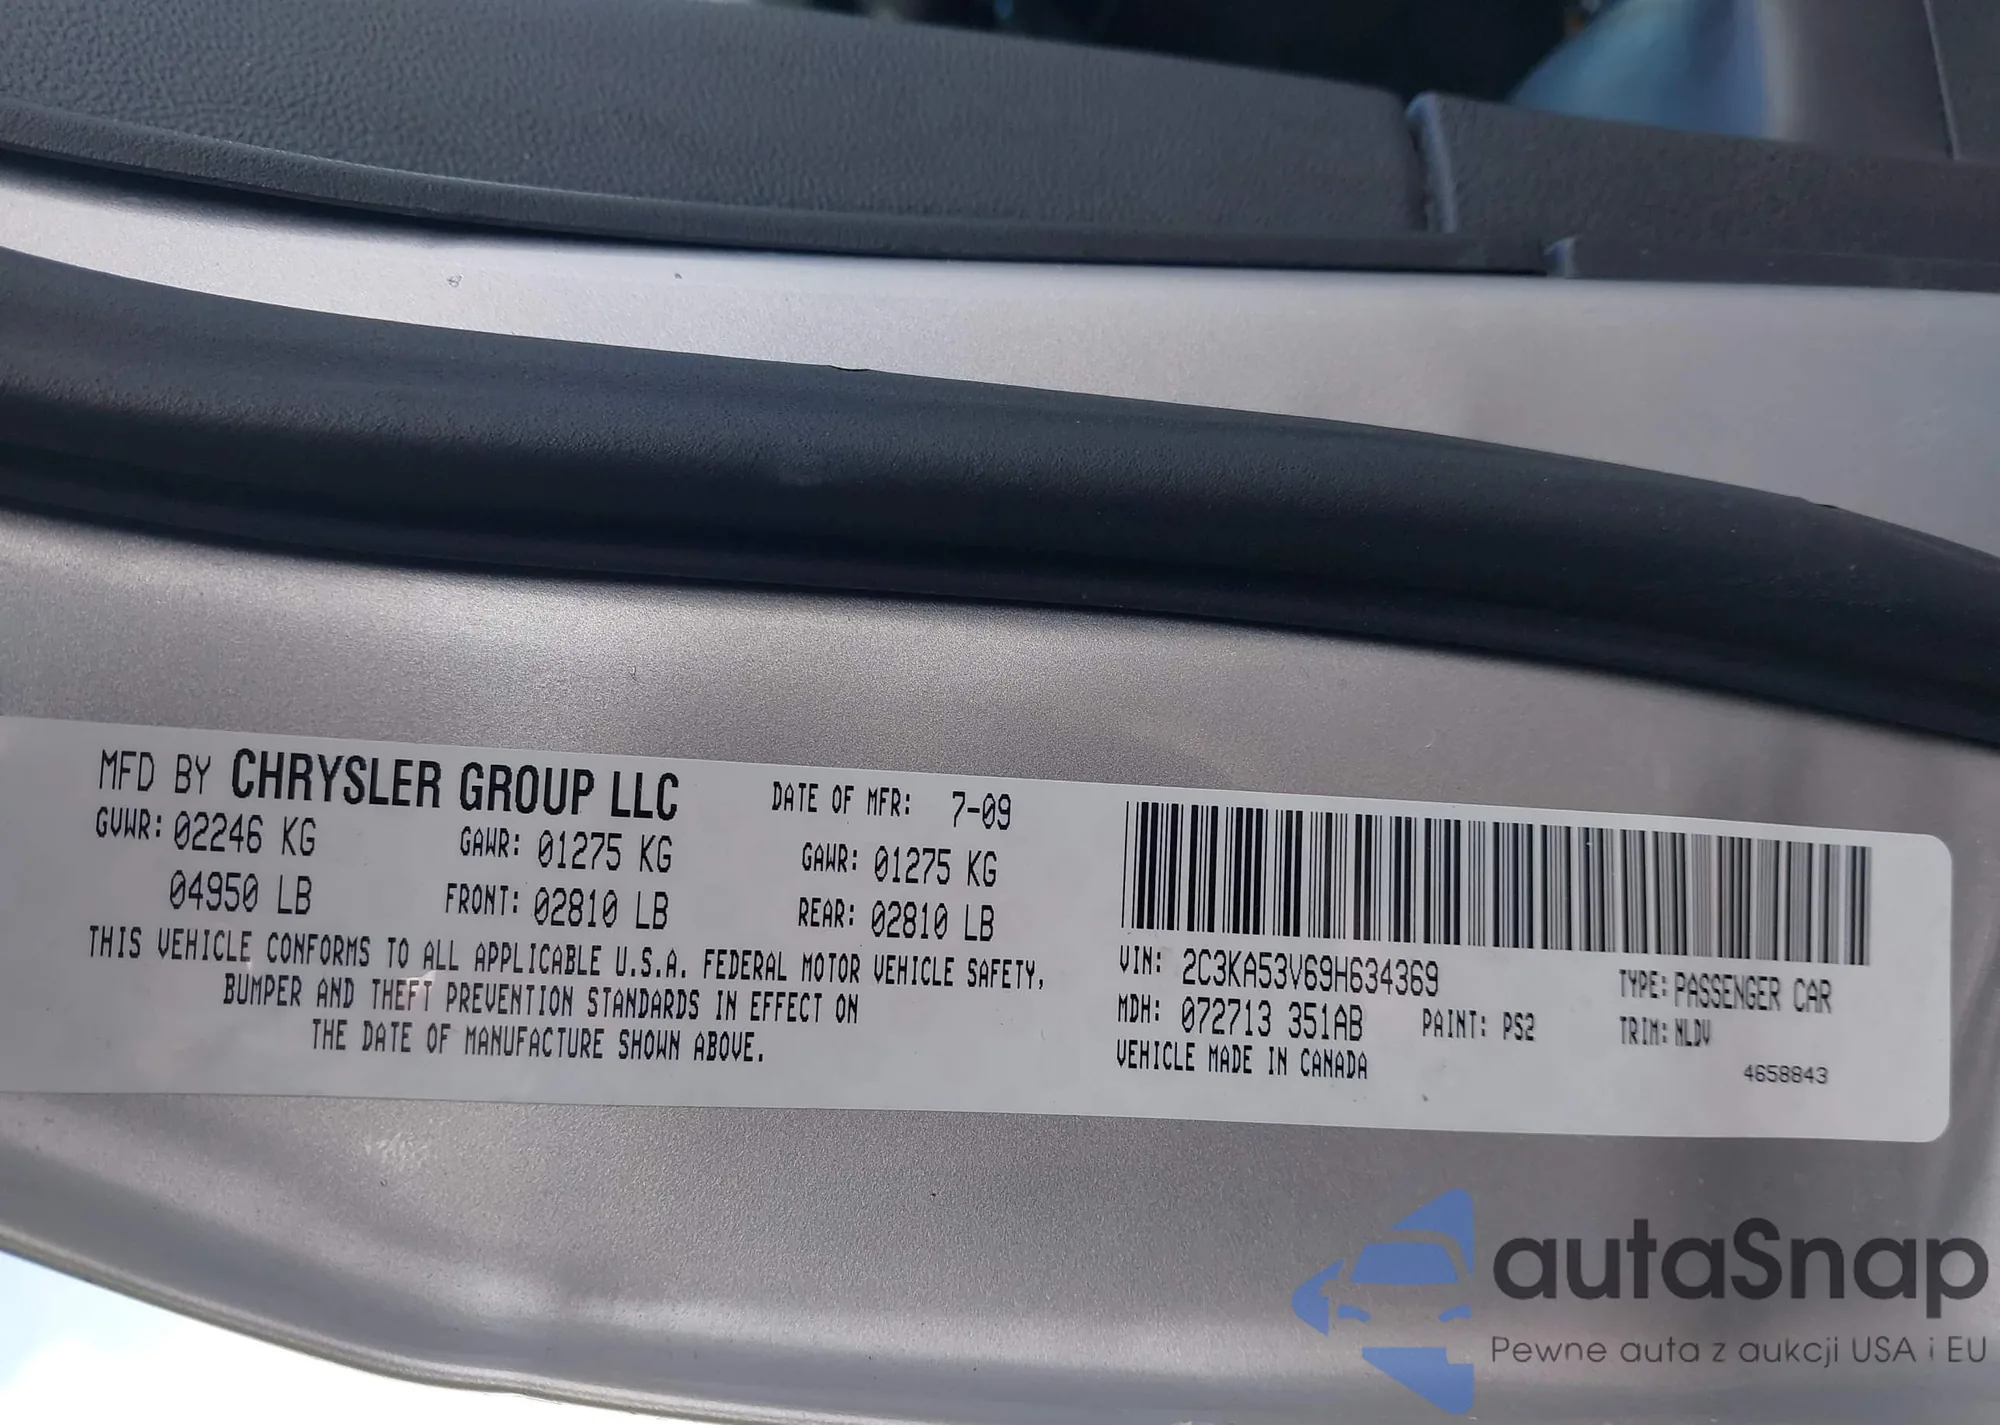 MFD BY CHRYSLER GROUP LLC DATE OF MFR: 7-09
GVWR: 02246 KG GAWR: 01275 KG GAWR: 01275 KG
04950 LB FRONT: 02810 LB REAR: 02810 LB
THIS VEHICLE CONFORMS TO ALL APPLICABLE U.S.A. FEDERAL MOTOR VEHICLE SAFETY,
BUMPER AND THEFT PREVENTION STANDARDS IN EFFECT ON
THE DATE OF MANUFACTURE SHOWN ABOVE.
VIN: 2C3KA53V69H634369 TYPE: PASSENGER CAR
MDH: 072713 351AB PAINT: PS2 TRIM: NLDV
VEHICLE MADE IN CANADA
4658843
autaSnap
Pewne auta z aukcji USA i EU